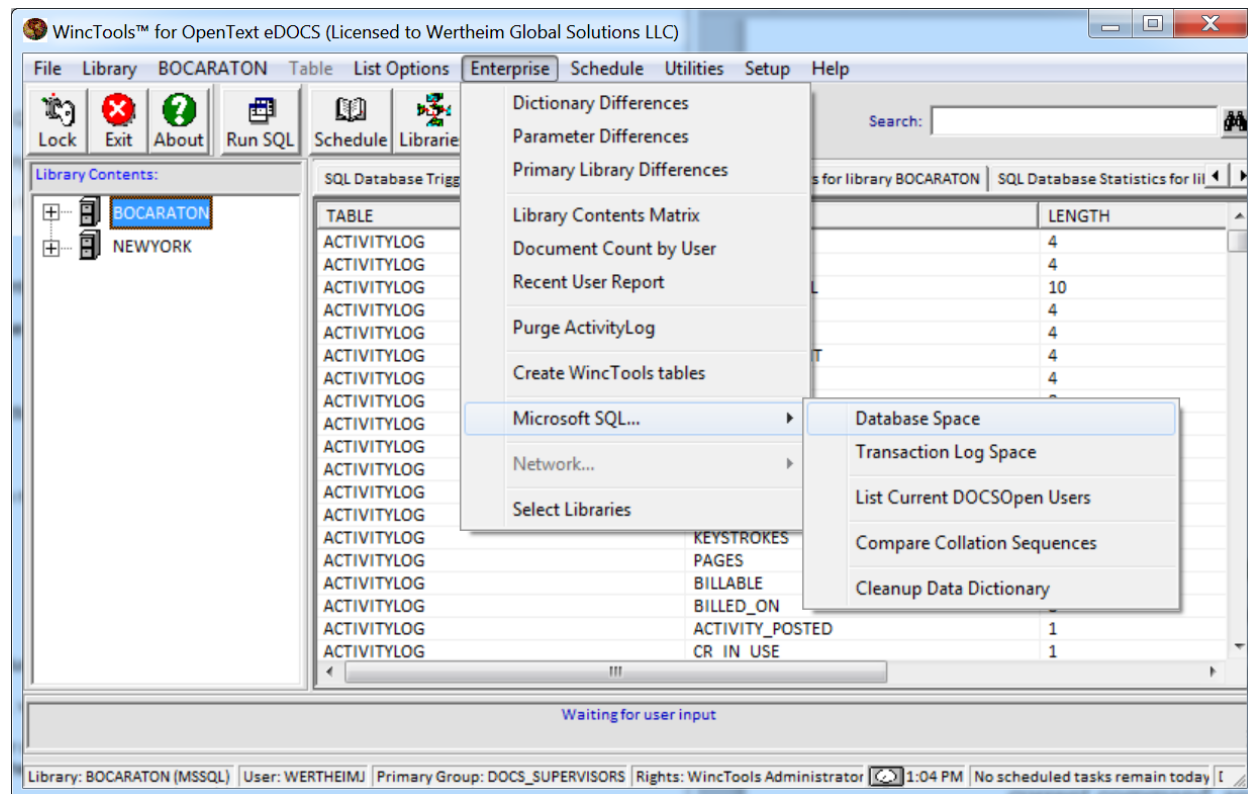 WincTools™ for OpenText eDOCS (Licensed to Wertheim Global Solutions LLC)
File Library BOCARATON Table List Options Enterprise Schedule Utilities Setup Help
Lock Exit About Run SQL Schedule Librarie Search:
Dictionary Differences
Parameter Differences
Primary Library Differences
Library Contents Matrix
Document Count by User
Recent User Report
Purge ActivityLog
Create WincTools tables
Microsoft SQL...
Network...
Select Libraries
Database Space
Transaction Log Space
List Current DOCSOpen Users
Compare Collation Sequences
Cleanup Data Dictionary
Library Contents:
BOCARATON
NEWYORK
SQL Database Trigg s for library BOCARATON SQL Database Statistics for lil
TABLE LENGTH
ACTIVITYLOG 4
ACTIVITYLOG 4
ACTIVITYLOG L 10
ACTIVITYLOG 4
ACTIVITYLOG 4
ACTIVITYLOG T 4
ACTIVITYLOG 4
ACTIVITYLOG
ACTIVITYLOG
ACTIVITYLOG
ACTIVITYLOG
ACTIVITYLOG
ACTIVITYLOG
ACTIVITYLOG KEYSTROKES
ACTIVITYLOG PAGES
ACTIVITYLOG BILLABLE
ACTIVITYLOG BILLED_ON
ACTIVITYLOG ACTIVITY_POSTED 1
ACTIVITYLOG CR_IN_USE 1
Waiting for user input
Library: BOCARATON (MSSQL) User: WERTHEIMJ Primary Group: DOCS_SUPERVISORS Rights: WincTools Administrator 1:04 PM No scheduled tasks remain today